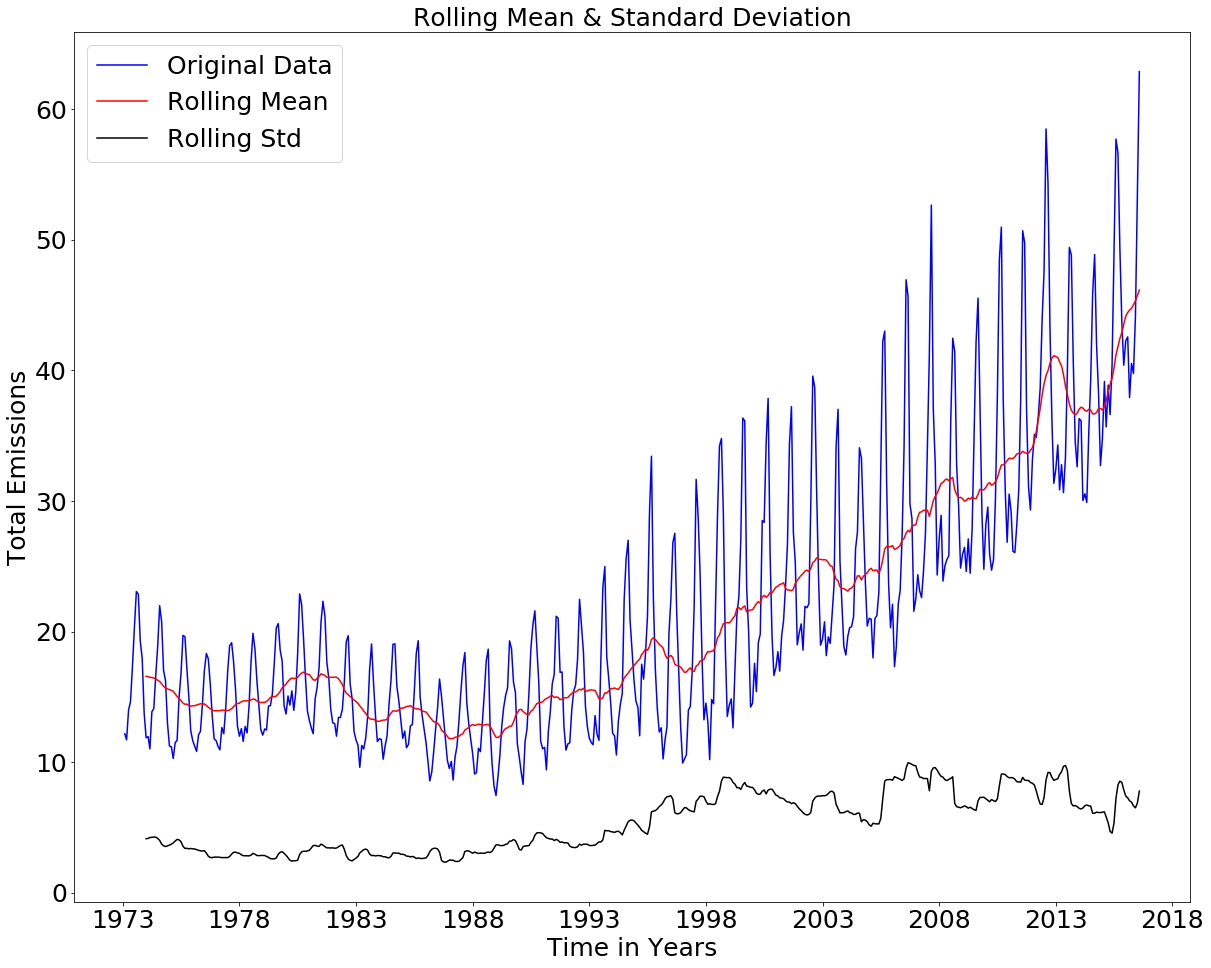 Rolling Mean & Standard Deviation
Original Data
Rolling Mean
Rolling Std
Total Emissions
60
50
40
30
20
10
0
1973 1978 1983 1988 1993 1998 2003 2008 2013 2018
Time in Years